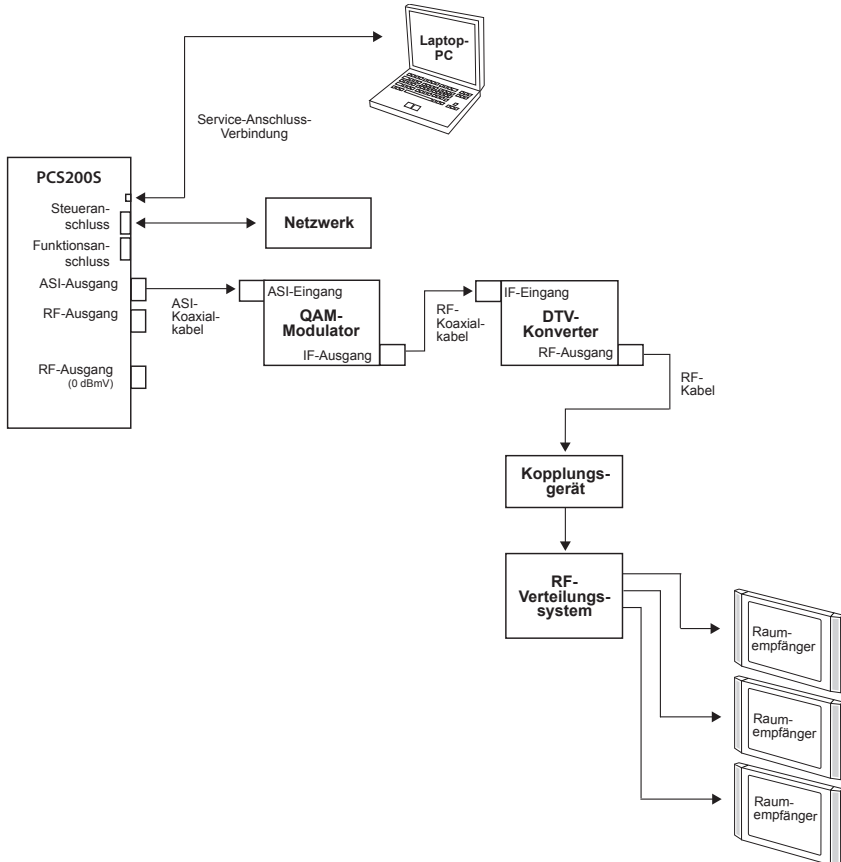 Laptop-
PC
Service-Anschluss-
Verbindung
PCS200S
Steueran-
schluss
Funktionsan-
schluss
ASI-Ausgang
RF-Ausgang
RF-Ausgang
(0 dBmV)
Netzwerk
ASI-
Koaxial-
kabel
ASI-Eingang
QAM-
Modulator
IF-Ausgang
RF-
Koaxial-
kabel
IF-Eingang
DTV-
Konverter
RF-Ausgang
RF-
Kabel
Kopplungs-
gerät
RF-
Verteilungs-
system
Raum-
empfänger
Raum-
empfänger
Raum-
empfänger